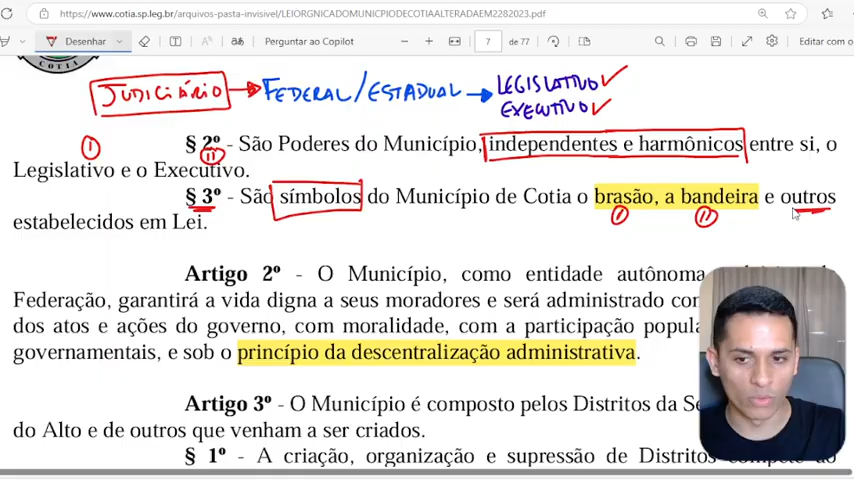 https://www.cotia.sp.leg.br/arquivos-pasta-invisivel/LEIORGNICADOMUNICPIODECOTIAALTERADAEM2282023.pdf
Desenhar
Perguntar ao Copilot
7 de 77
Editar com o
COTIA
JUDICIÁRIO FEDERAL/ESTADUAL LEGISLATIVO
EXECUTIVO
§ 2º - São Poderes do Município, independentes e harmônicos entre si, o
I II
Legislativo e o Executivo.
§ 3º - São símbolos do Município de Cotia o brasão, a bandeira e outros
I II
estabelecidos em Lei.
Artigo 2º - O Município, como entidade autônoma
Federação, garantirá a vida digna a seus moradores e será administrado
dos atos e ações do governo, com moralidade, com a participação
governamentais, e sob o princípio da descentralização administrativa.
Artigo 3º - O Município é composto pelos Distritos da
do Alto e de outros que venham a ser criados.
§ 1º - A criação, organização e supressão de Distritos compete ao